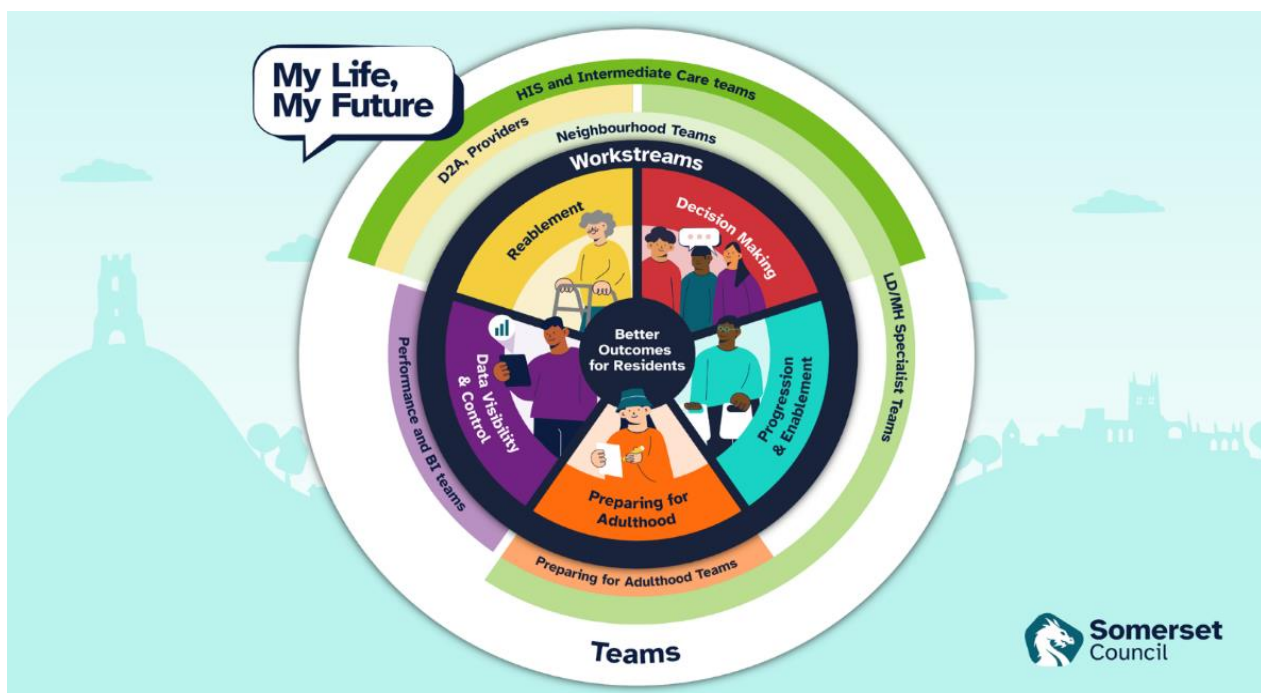 My Life,
My Future
HIS and Intermediate Care teams
D2A, Providers
Neighbourhood Teams
Workstreams
Reablement
Decision Making
Better
Outcomes
for Residents
Data Visibility
& Control
Progression
& Enablement
Preparing for
Adulthood
Performance and BI teams
LD/MH Specialist Teams
Preparing for Adulthood Teams
Teams
Somerset
Council